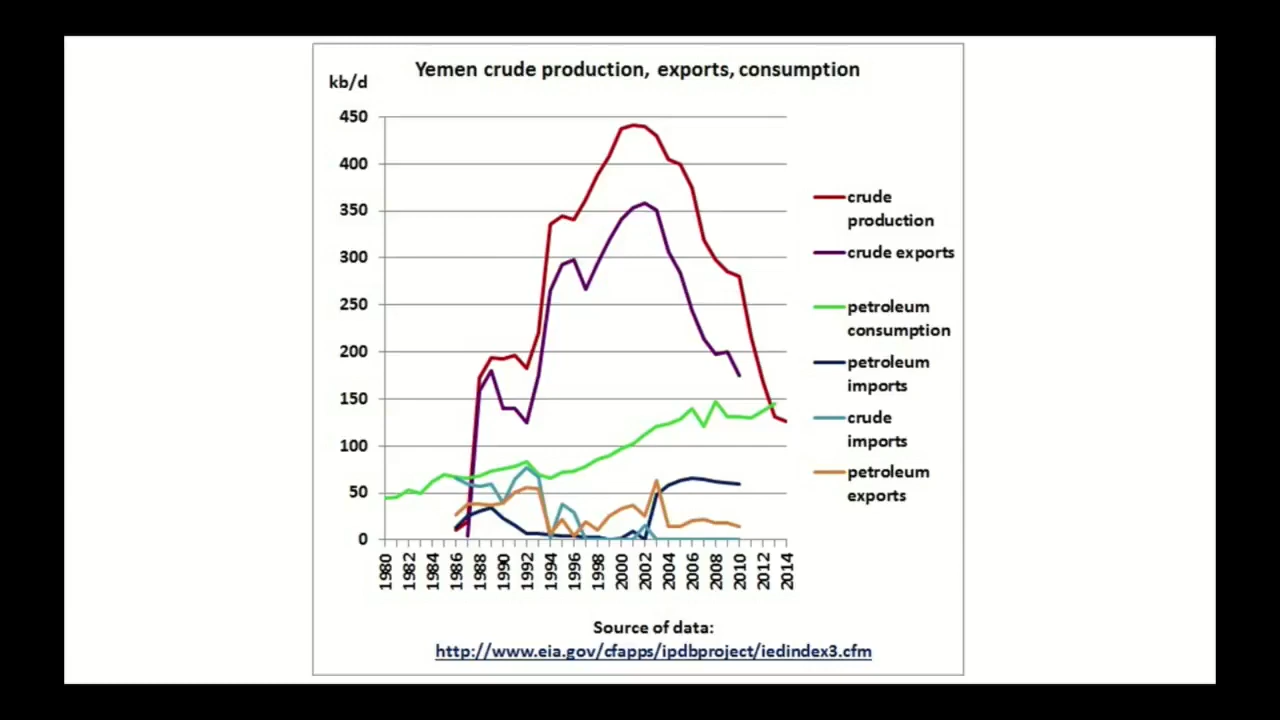 Yemen crude production, exports, consumption
kb/d
450
400
350
300
250
200
150
100
50
0
1980
1982
1984
1986
1988
1990
1992
1994
1996
1998
2000
2002
2004
2006
2008
2010
2012
2014
crude
production
crude exports
petroleum
consumption
petroleum
imports
crude
imports
petroleum
exports
Source of data:
http://www.eia.gov/cfapps/ipdbproject/iedindex3.cfm